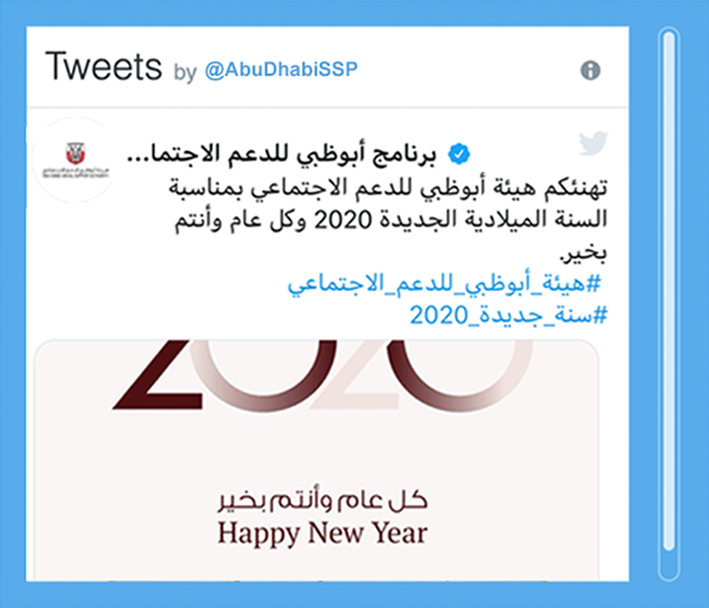 Tweets by @AbuDhabiSSP
برنامج أبوظبي للدعم الاجتما...
تهنئكم هيئة أبوظبي للدعم الاجتماعي بمناسبة
السنة الميلادية الجديدة 2020 وكل عام وأنتم
بخير.
#هيئة_أبوظبي_للدعم_الاجتماعي
#سنة_جديدة_2020
2020
كل عام وأنتم بخير
Happy New Year